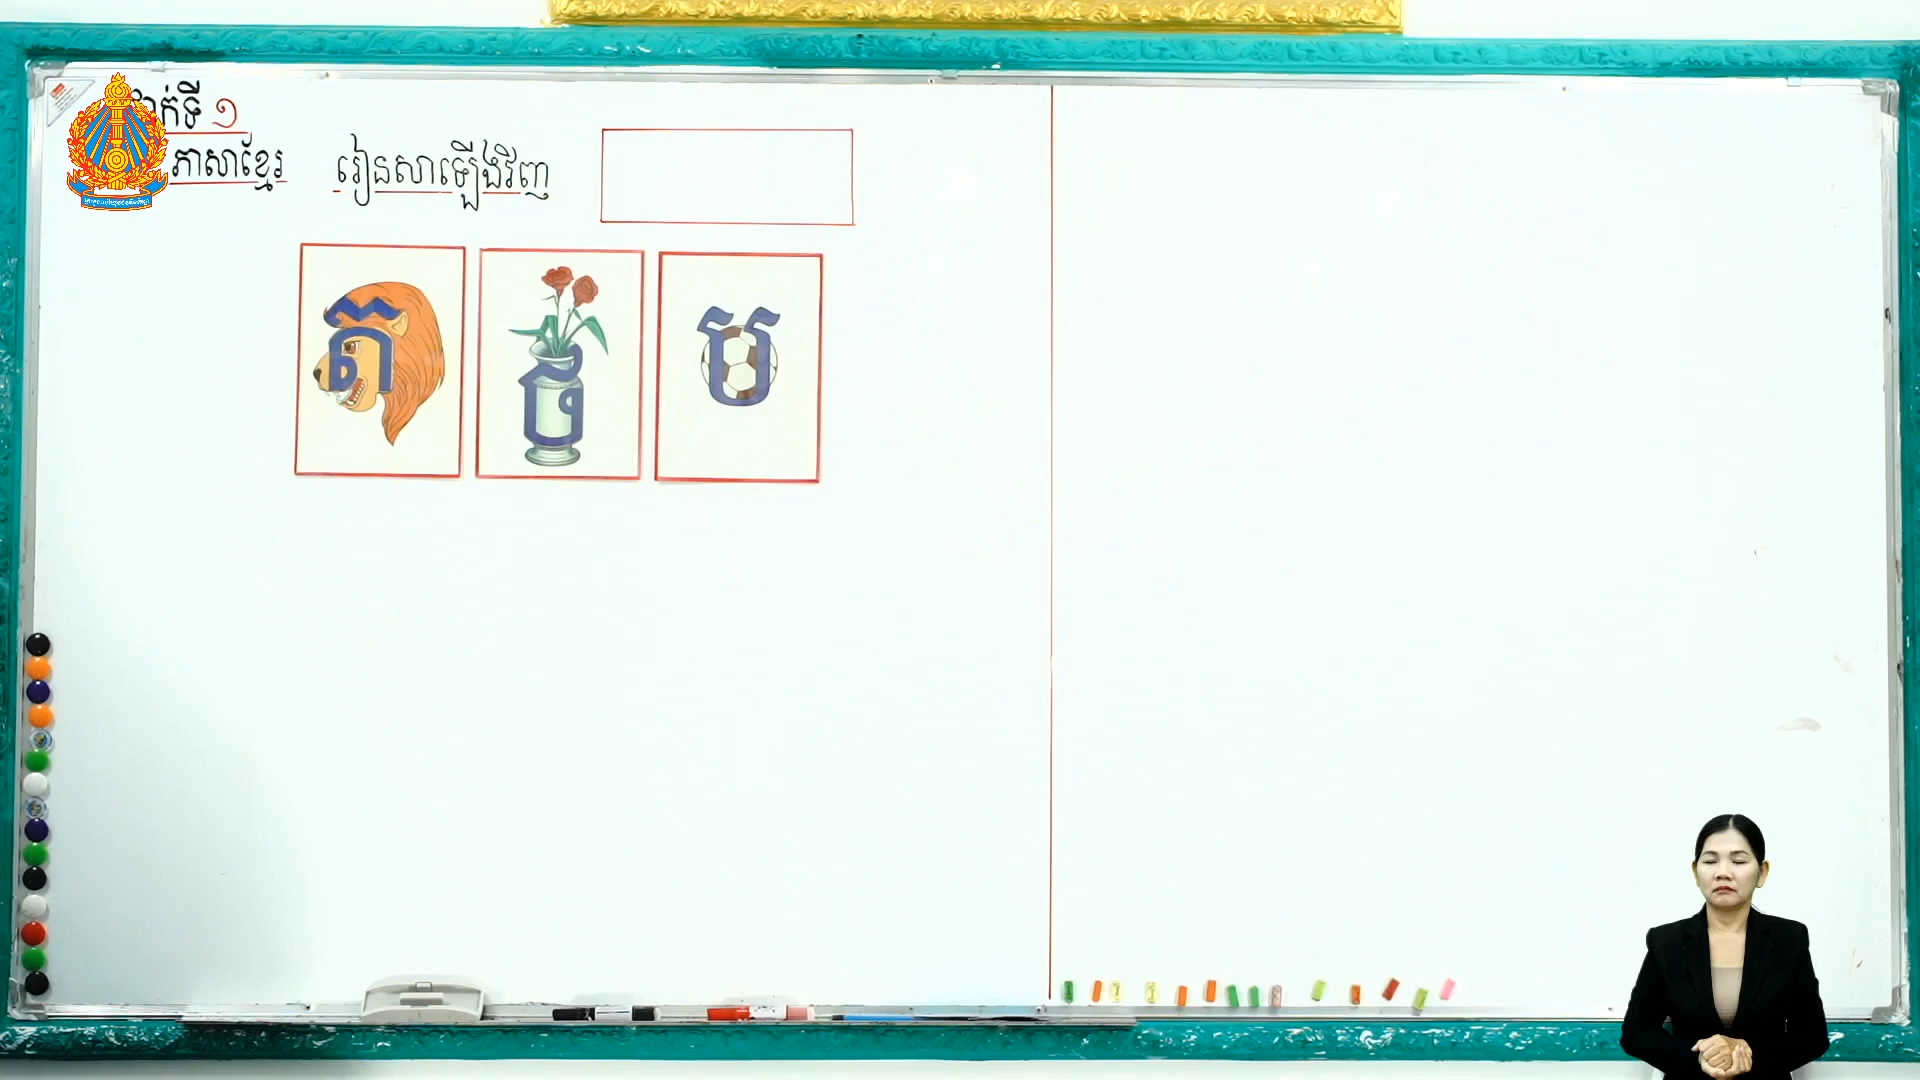 ថ្នាក់ទី ១
ភាសាខ្មែរ
រៀនសាឡើងវិញ
គ
ថ
ប